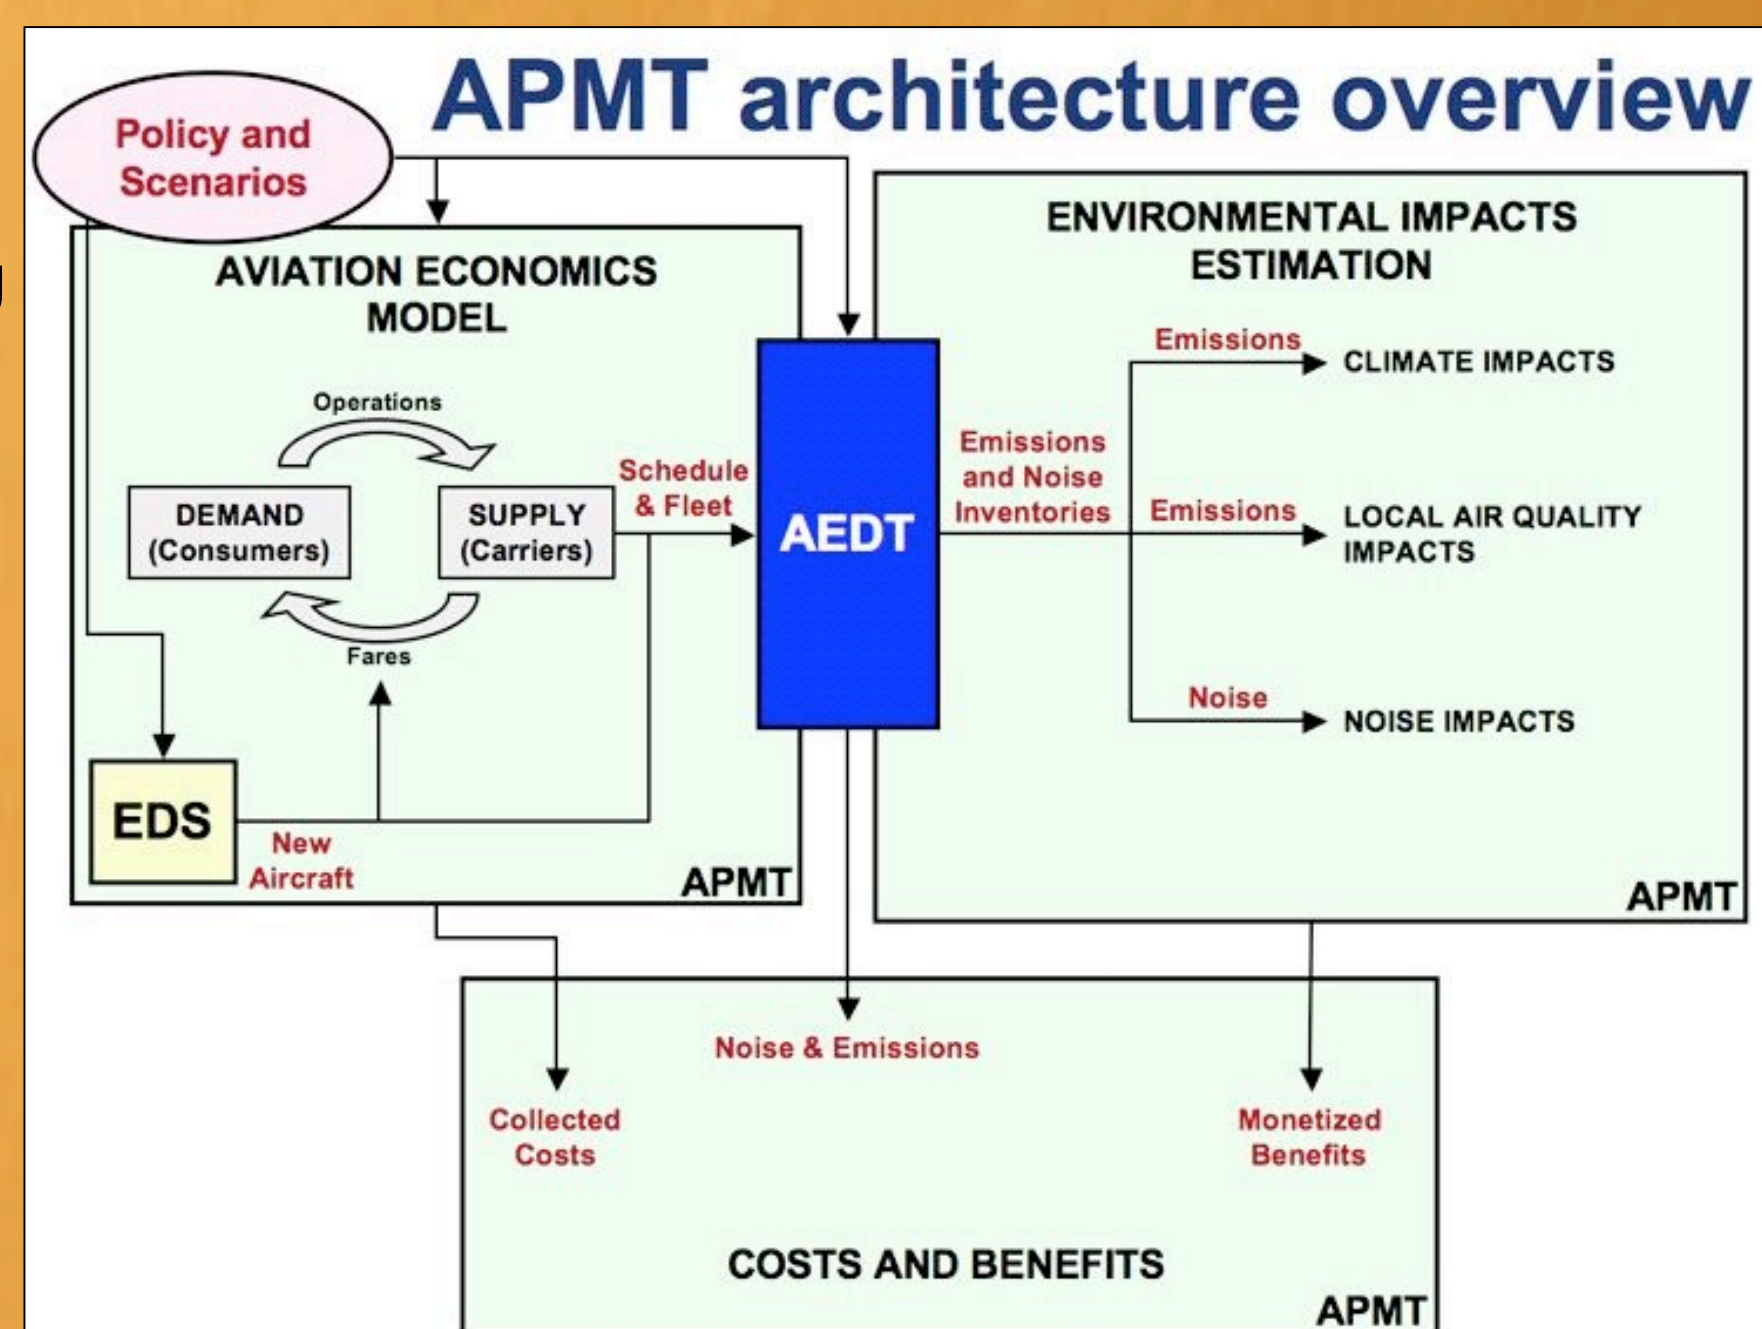 APMT architecture overview
Policy and
Scenarios
AVIATION ECONOMICS
MODEL
Operations
DEMAND
(Consumers)
SUPPLY
(Carriers)
Fares
Schedule
& Fleet
EDS
New
Aircraft
APMT
AEDT
ENVIRONMENTAL IMPACTS
ESTIMATION
Emissions
and Noise
Inventories
Emissions
CLIMATE IMPACTS
Emissions
LOCAL AIR QUALITY
IMPACTS
Noise
NOISE IMPACTS
APMT
Noise & Emissions
Collected
Costs
Monetized
Benefits
COSTS AND BENEFITS
APMT